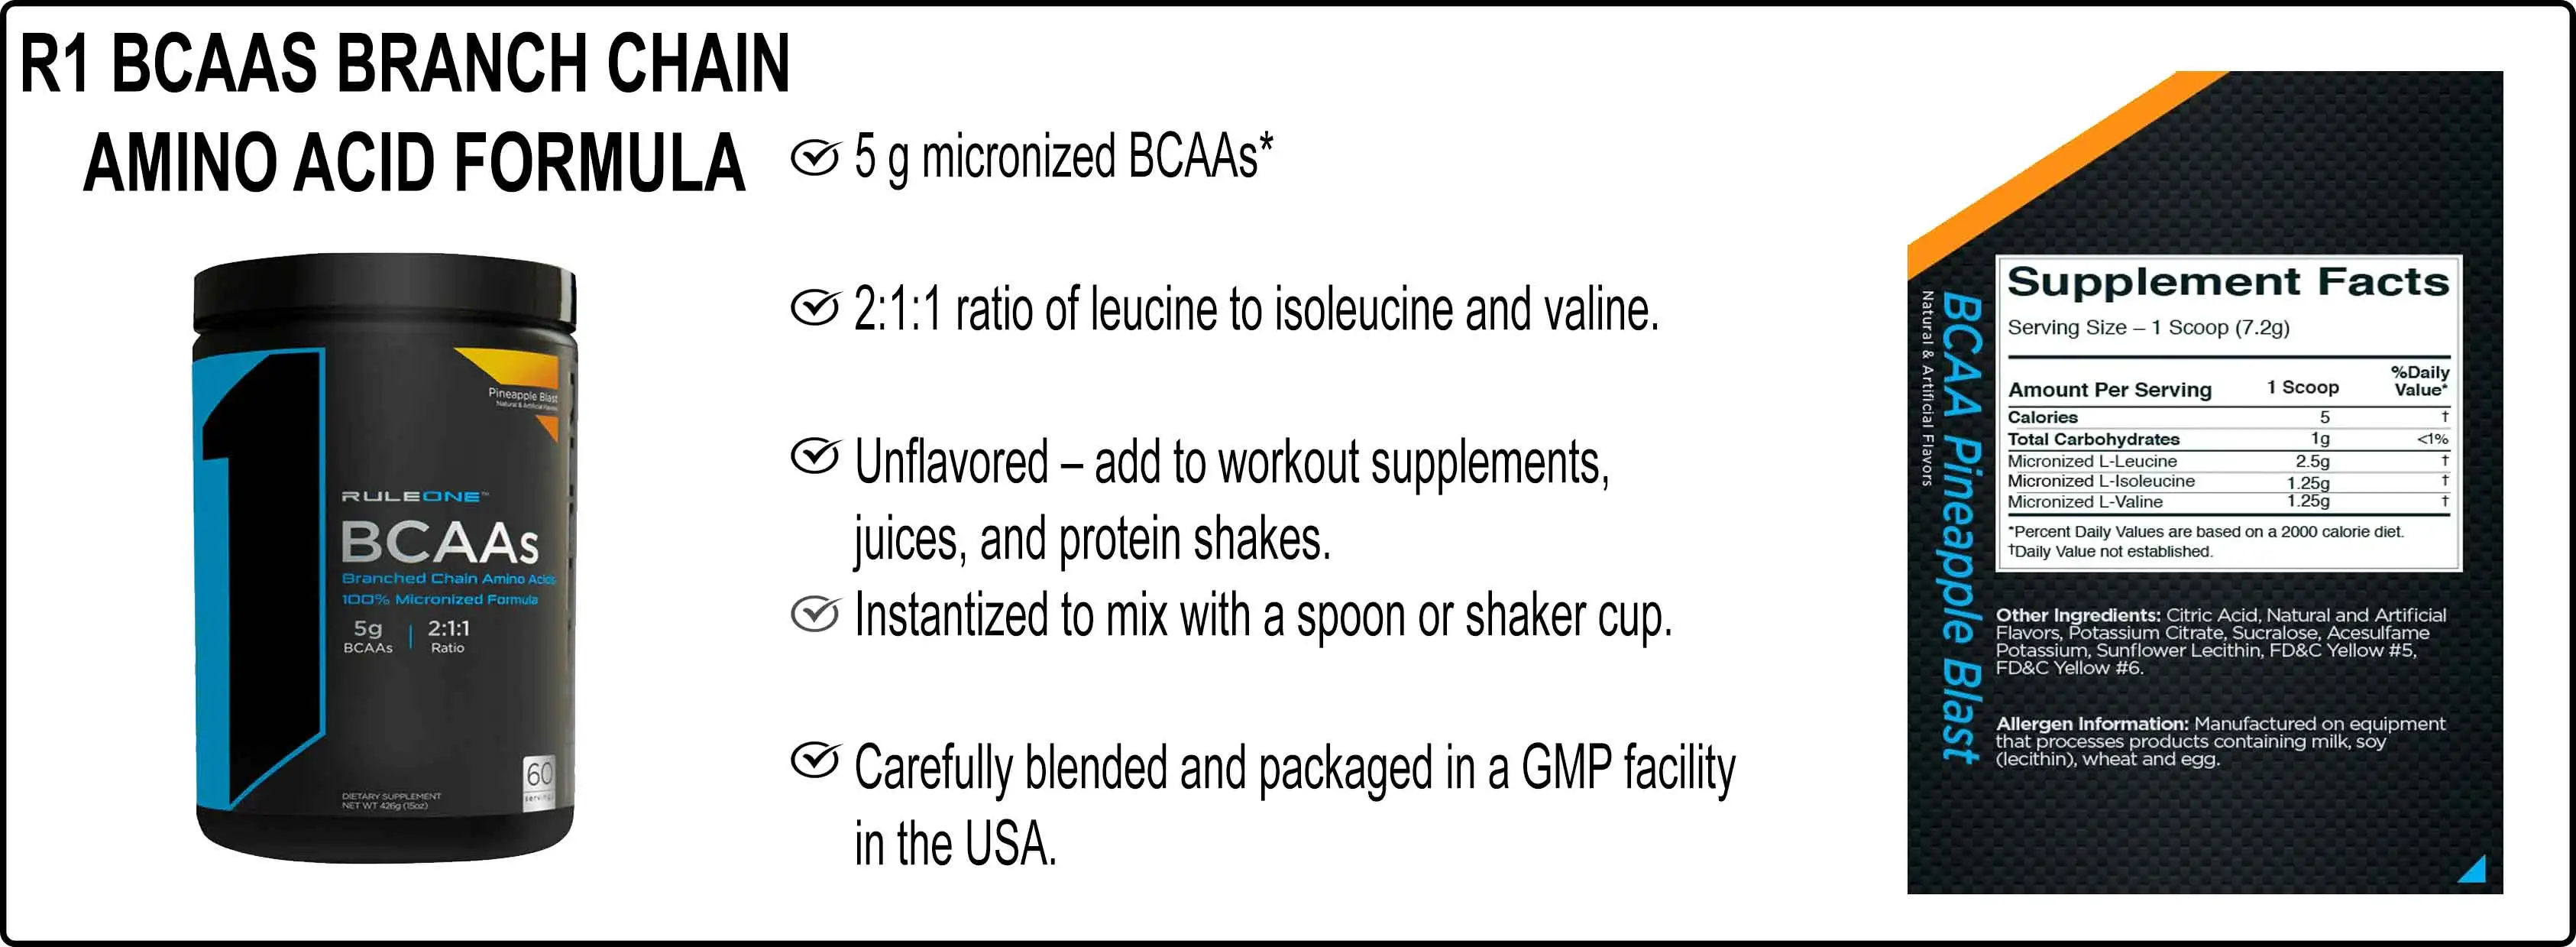 R1 BCAAS BRANCH CHAIN
AMINO ACID FORMULA
5 g micronized BCAAs*
2:1:1 ratio of leucine to isoleucine and valine.
Unflavored – add to workout supplements,
juices, and protein shakes.
Instantized to mix with a spoon or shaker cup.
Carefully blended and packaged in a GMP facility
in the USA.
1
Pineapple Blast
Natural & Artificial Flavors
RULEONE™
BCAAs
Branched Chain Amino Acids
100% Micronized Formula
5g 2:1:1
BCAAs Ratio
60
servings
DIETARY SUPPLEMENT
NET WT 426g (15oz)
BCAA Pineapple Blast
Natural & Artificial Flavors
Supplement Facts
Serving Size – 1 Scoop (7.2g)
Amount Per Serving 1 Scoop %Daily Value*
Calories 5 †
Total Carbohydrates 1g <1%
Micronized L-Leucine 2.5g †
Micronized L-Isoleucine 1.25g †
Micronized L-Valine 1.25g †
*Percent Daily Values are based on a 2000 calorie diet.
†Daily Value not established.
Other Ingredients: Citric Acid, Natural and Artificial
Flavors, Potassium Citrate, Sucralose, Acesulfame
Potassium, Sunflower Lecithin, FD&C Yellow #5,
FD&C Yellow #6.
Allergen Information: Manufactured on equipment
that processes products containing milk, soy
(lecithin), wheat and egg.